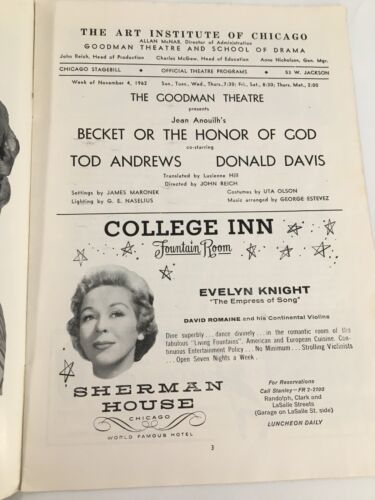 THE ART INSTITUTE OF CHICAGO
ALLAN McNAB, Director of Administration
GOODMAN THEATRE AND SCHOOL OF DRAMA
John Reich, Head of Production Charles McGaw, Head of Education Anne Nicholson, Gen. Mgr.
CHICAGO STAGEBILL • OFFICIAL THEATRE PROGRAMS • 53 W. JACKSON
Week of November 4, 1962 Sun., Tues., Wed., Thurs., 7:30; Fri., Sat., 8:30; Thurs. Mat., 2:00
THE GOODMAN THEATRE
presents
Jean Anouilh's
BECKET OR THE HONOR OF GOD
co-starring
TOD ANDREWS DONALD DAVIS
Translated by Lucienne Hill
Directed by JOHN REICH
Settings by JAMES MARONEK Costumes by UTA OLSON
Lighting by G. E. NASELIUS Music arranged by GEORGE ESTEVEZ
COLLEGE INN
Fountain Room
EVELYN KNIGHT
"The Empress of Song"
DAVID ROMAINE and his Continental Violins
Dine superbly...dance divinely...in the romantic room of the
fabulous "Living Fountains". American and European Cuisine. Con-
tinuous Entertainment Policy...No Minimum...Strolling Violinists
...Open Seven Nights a Week.
SHERMAN
HOUSE
CHICAGO
WORLD FAMOUS HOTEL
For Reservations
Call Stanley—FR 2-2100
Randolph, Clark and
LaSalle Streets
(Garage on LaSalle St. side)
LUNCHEON DAILY
3